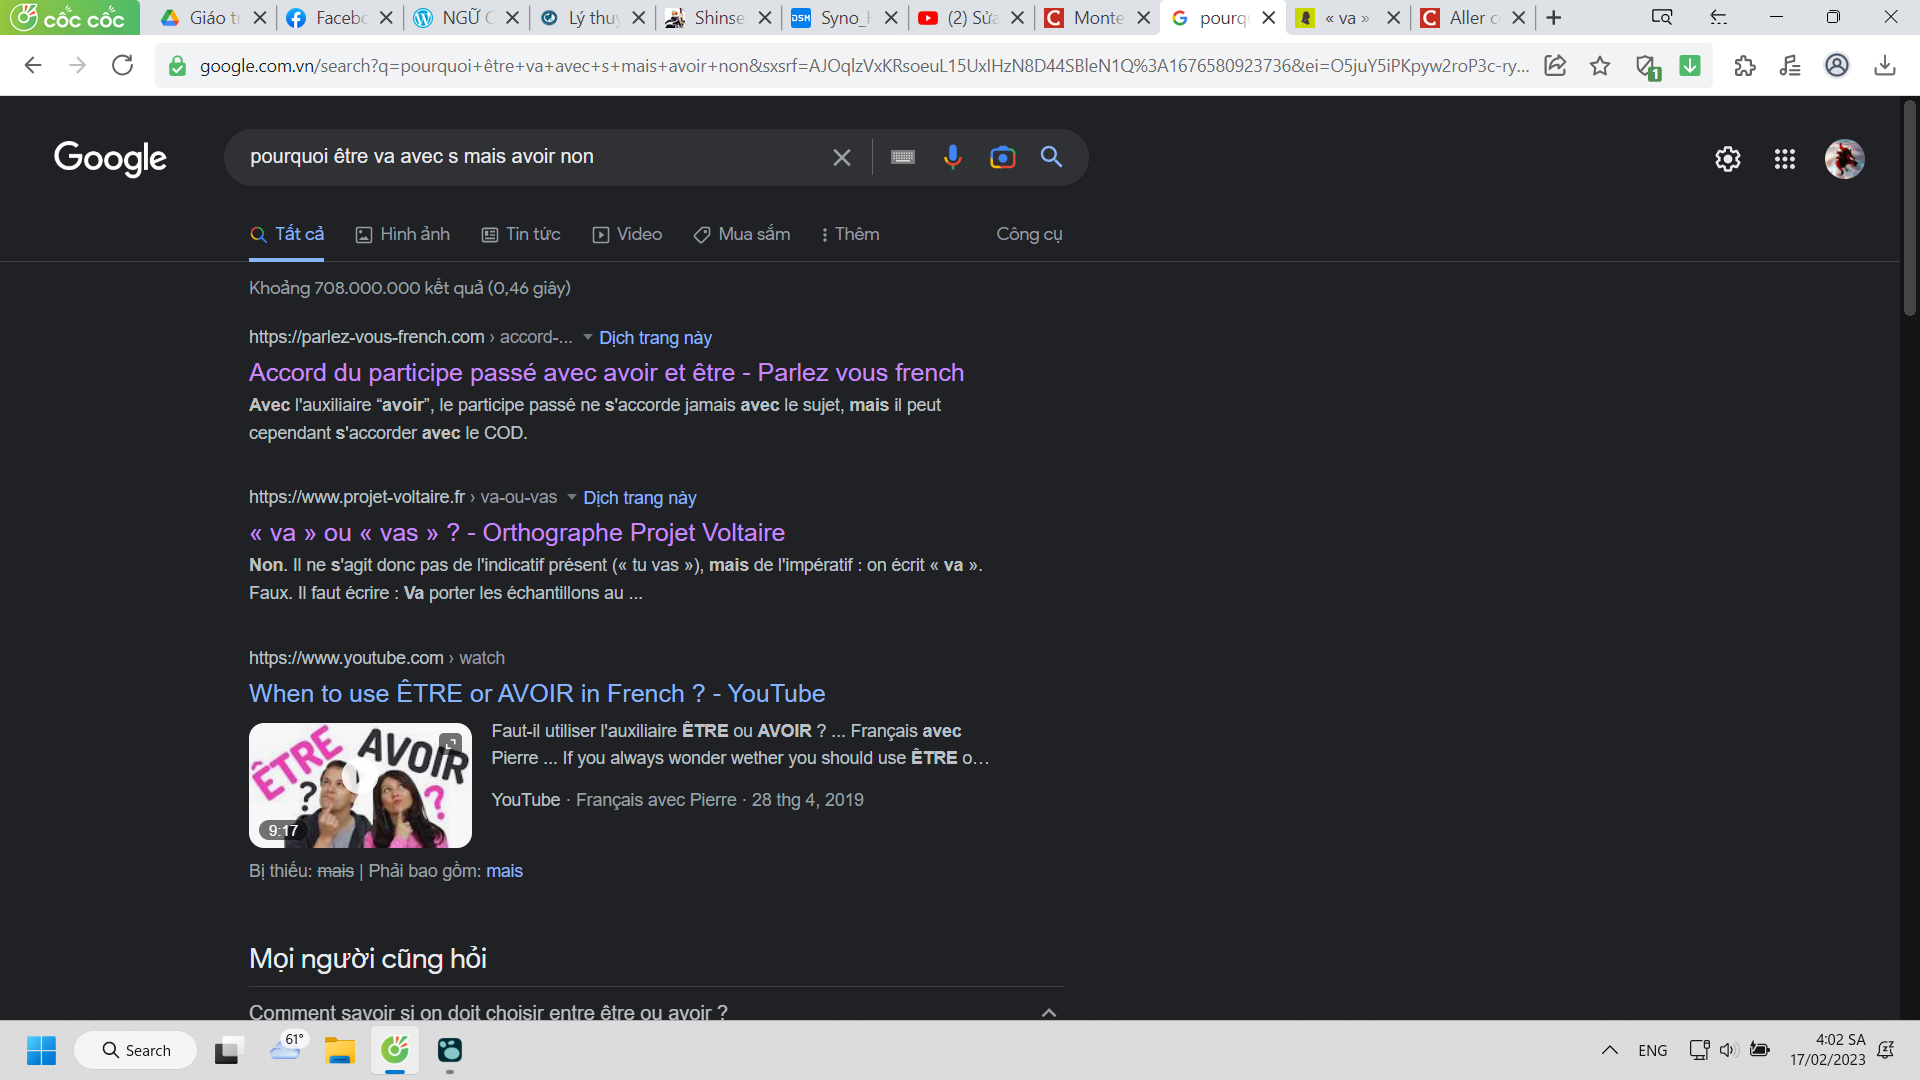 cốc cốc
Giáo tr
Facebo
NGỮ
Lý thu
Shinse
Syno_H
(2) Sửa
Monte
pourqu
« va »
Aller c
google.com.vn/search?q=pourquoi+être+va+avec+s+mais+avoir+non&sxsrf=AJOqlzVxKRsoeuL15UxlHzN8D44SBleN1Q%3A1676580923736&ei=O5juY5iPKpyw2roP3c-ry...
1
Google
pourquoi être va avec s mais avoir non
Tất cả
Hình ảnh
Tin tức
Video
Mua sắm
Thêm
Công cụ
Khoảng 708.000.000 kết quả (0,46 giây)
https://parlez-vous-french.com › accord-... Dịch trang này
Accord du participe passé avec avoir et être - Parlez vous french
Avec l'auxiliaire “avoir”, le participe passé ne s'accorde jamais avec le sujet, mais il peut
cependant s'accorder avec le COD.
https://www.projet-voltaire.fr › va-ou-vas Dịch trang này
« va » ou « vas » ? - Orthographe Projet Voltaire
Non. Il ne s'agit donc pas de l'indicatif présent (« tu vas »), mais de l'impératif : on écrit « va ».
Faux. Il faut écrire : Va porter les échantillons au ...
https://www.youtube.com › watch
When to use ÊTRE or AVOIR in French ? - YouTube
ÊTRE AVOIR
? ?
9:17
Faut-il utiliser l'auxiliaire ÊTRE ou AVOIR ? ... Français avec
Pierre ... If you always wonder wether you should use ÊTRE o…
YouTube · Français avec Pierre · 28 thg 4, 2019
Bị thiếu: mais | Phải bao gồm: mais
Mọi người cũng hỏi
Comment savoir si on doit choisir entre être ou avoir ?
Search
61°
ENG
4:02 SA
17/02/2023